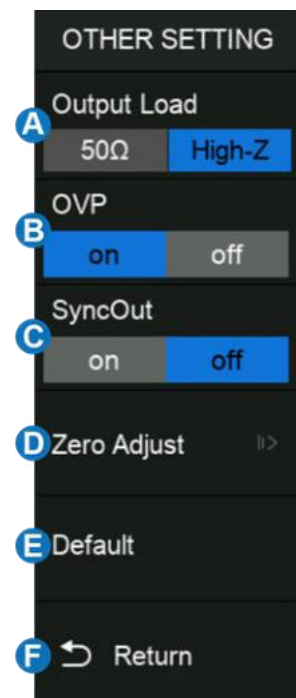 OTHER SETTING
Output Load
A
50Ω High-Z
OVP
B
on off
SyncOut
C
on off
D Zero Adjust
E Default
F Return